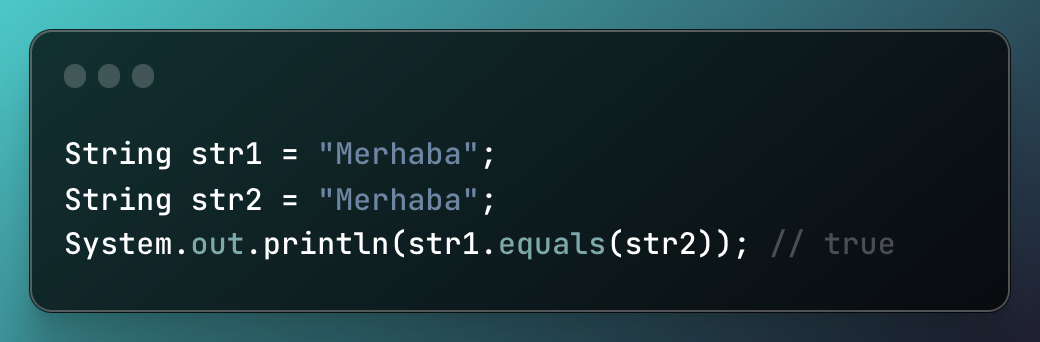 String str1 = "Merhaba";
String str2 = "Merhaba";
System.out.println(str1.equals(str2)); // true